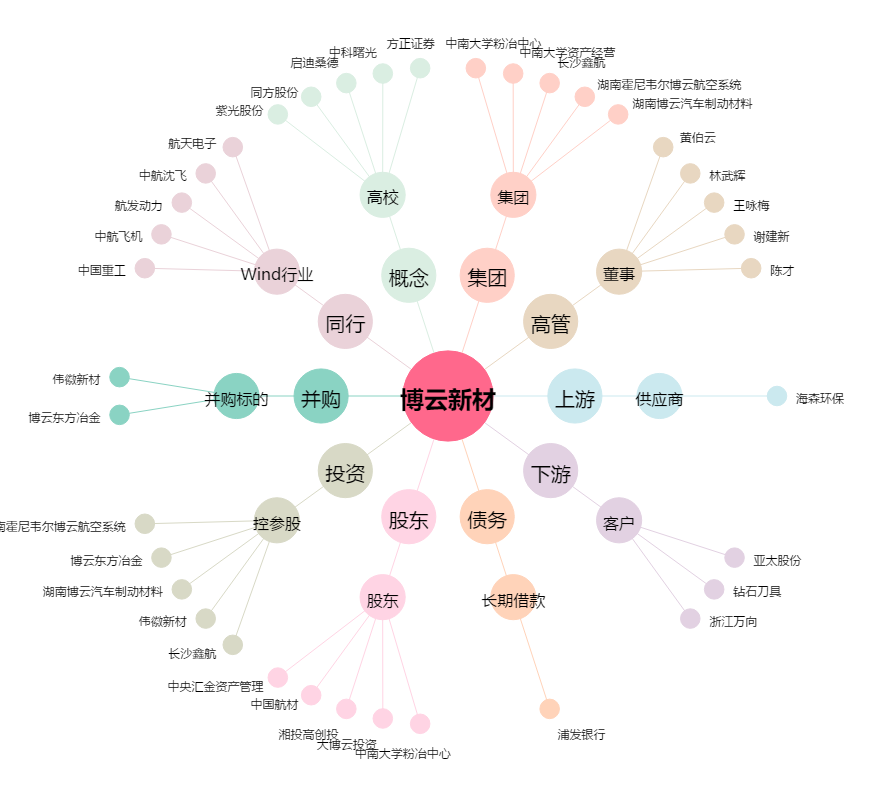 方正证券
中南大学粉冶中心
中科曙光
中南大学资产经营
启迪桑德
长沙鑫航
湖南霍尼韦尔博云航空系统
同方股份
湖南博云汽车制动材料
紫光股份
航天电子
黄伯云
中航沈飞
林武辉
高校
集团
航发动力
王咏梅
中航飞机
谢建新
中国重工
Wind行业
概念
集团
董事
陈才
同行
高管
伟徽新材
并购标的
并购
博云新材
上游
供应商
海森环保
博云东方冶金
投资
下游
南霍尼韦尔博云航空系统
控参股
股东
债务
客户
博云东方冶金
亚太股份
湖南博云汽车制动材料
钻石刀具
股东
长期借款
伟徽新材
浙江万向
长沙鑫航
中央汇金资产管理
中国航材
湘投高创投
浦发银行
大博云投资
中南大学粉冶中心